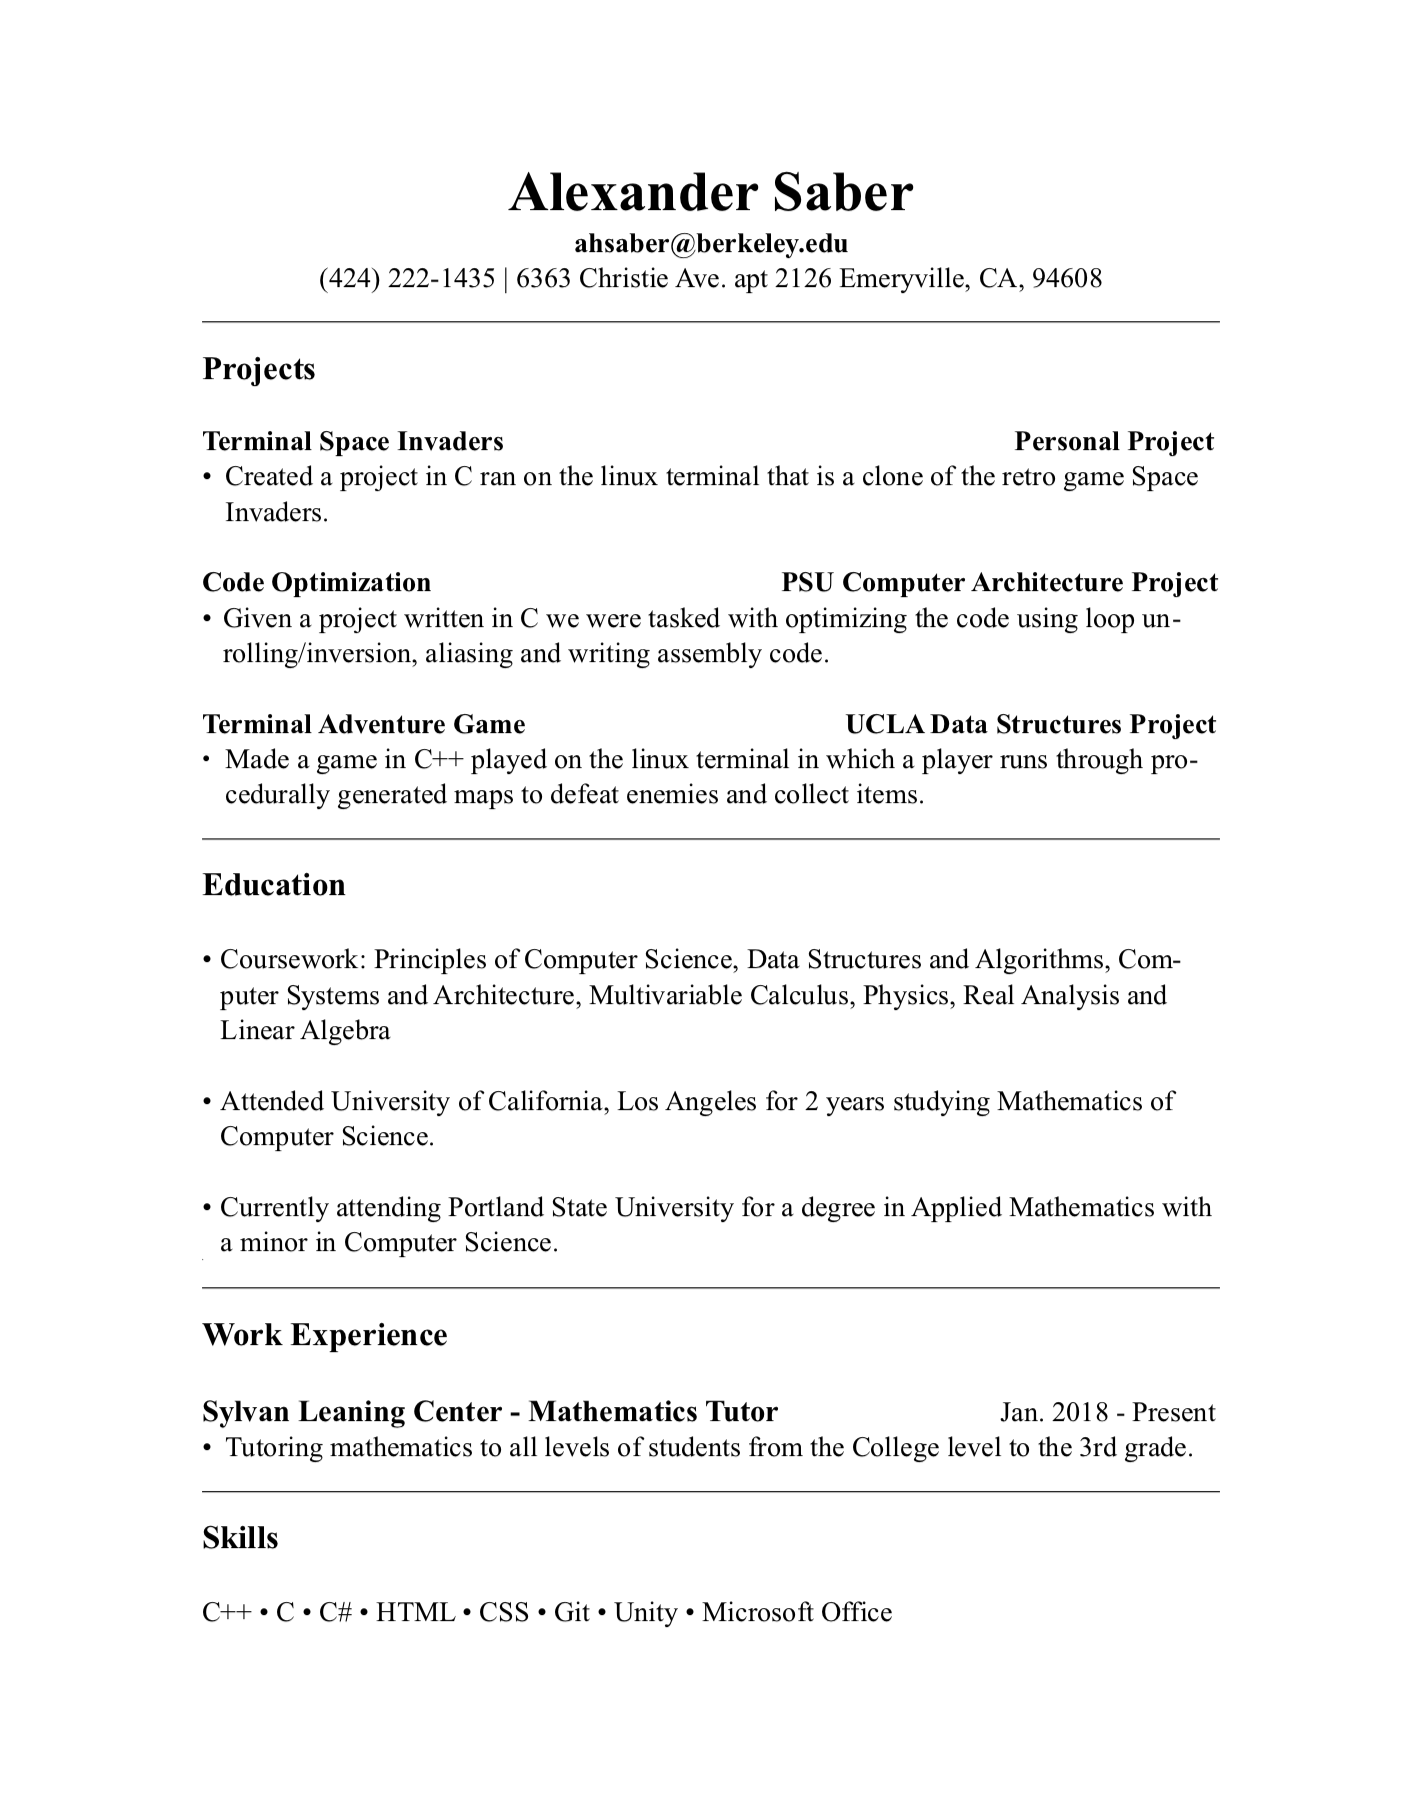 Alexander Saber
ahsaber@berkeley.edu
(424) 222-1435 | 6363 Christie Ave. apt 2126 Emeryville, CA, 94608
Projects
Terminal Space Invaders Personal Project
• Created a project in C ran on the linux terminal that is a clone of the retro game Space
Invaders.
Code Optimization PSU Computer Architecture Project
• Given a project written in C we were tasked with optimizing the code using loop un-
rolling/inversion, aliasing and writing assembly code.
Terminal Adventure Game UCLA Data Structures Project
• Made a game in C++ played on the linux terminal in which a player runs through pro-
cedurally generated maps to defeat enemies and collect items.
Education
• Coursework: Principles of Computer Science, Data Structures and Algorithms, Com-
puter Systems and Architecture, Multivariable Calculus, Physics, Real Analysis and
Linear Algebra
• Attended University of California, Los Angeles for 2 years studying Mathematics of
Computer Science.
• Currently attending Portland State University for a degree in Applied Mathematics with
a minor in Computer Science.
Work Experience
Sylvan Leaning Center - Mathematics Tutor Jan. 2018 - Present
• Tutoring mathematics to all levels of students from the College level to the 3rd grade.
Skills
C++ • C • C# • HTML • CSS • Git • Unity • Microsoft Office